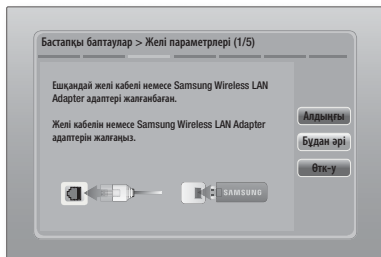 Бастапқы баптаулар > Желі параметрлері (1/5)
Ешқандай желі кабелі немесе Samsung Wireless LAN
Adapter адаптері жалғанбаған.
Желі кабелін немесе Samsung Wireless LAN Adapter
адаптерін жалғаңыз.
Алдыңғы
Бұдан әрі
Өтк-у
SAMSUNG